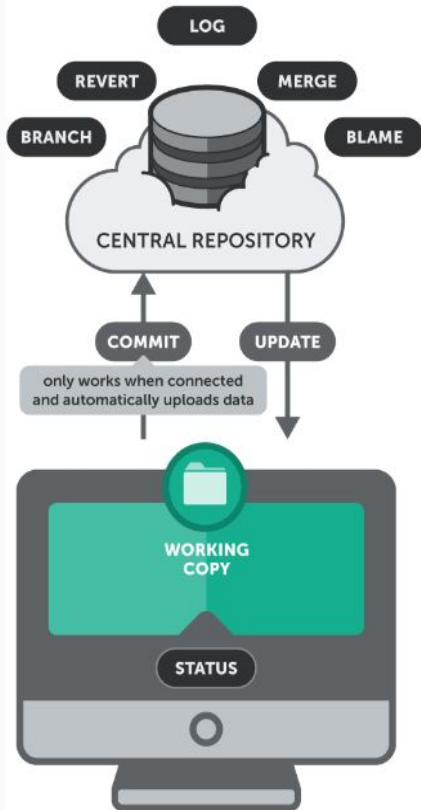 LOG
REVERT
MERGE
BRANCH
BLAME
CENTRAL REPOSITORY
COMMIT
UPDATE
only works when connected
and automatically uploads data
WORKING
COPY
STATUS